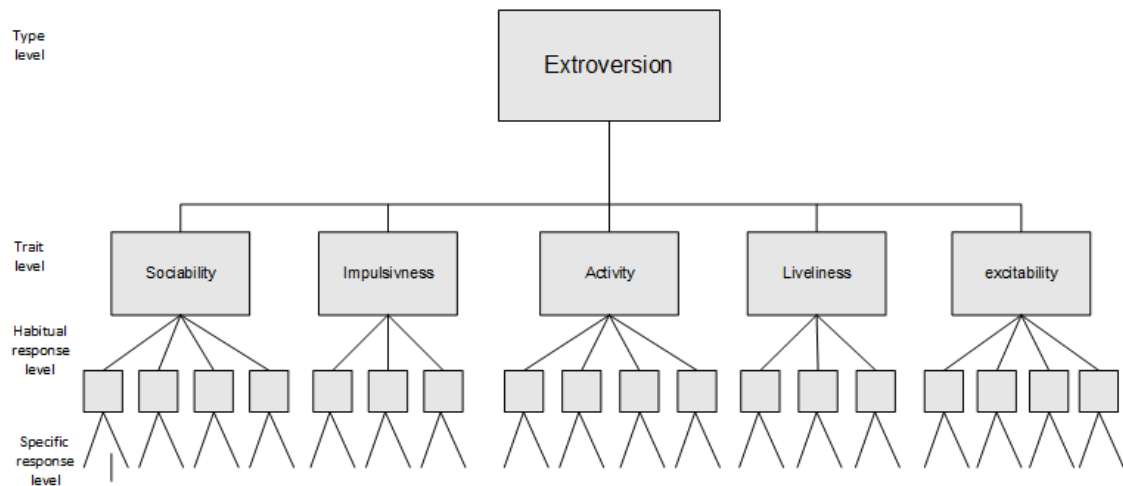 Type
level
Extroversion
Trait
level
Sociability
Impulsivness
Activity
Liveliness
excitability
Habitual
response
level
Specific
response
level